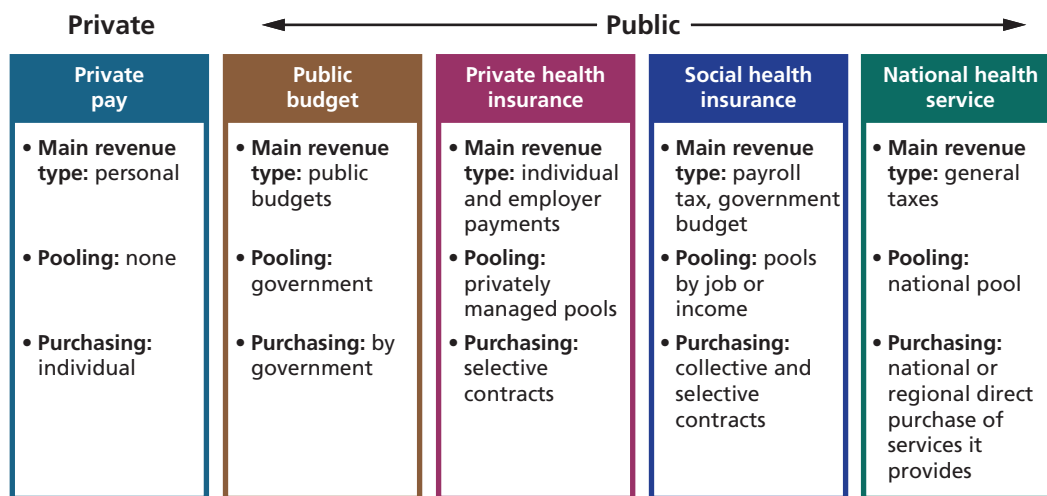 Private
Public
Private
pay
• Main revenue
type: personal
• Pooling: none
• Purchasing:
individual
Public
budget
• Main revenue
type: public
budgets
• Pooling:
government
• Purchasing: by
government
Private health
insurance
• Main revenue
type: individual
and employer
payments
• Pooling:
privately
managed pools
• Purchasing:
selective
contracts
Social health
insurance
• Main revenue
type: payroll
tax, government
budget
• Pooling: pools
by job or
income
• Purchasing:
collective and
selective
contracts
National health
service
• Main revenue
type: general
taxes
• Pooling:
national pool
• Purchasing:
national or
regional direct
purchase of
services it
provides